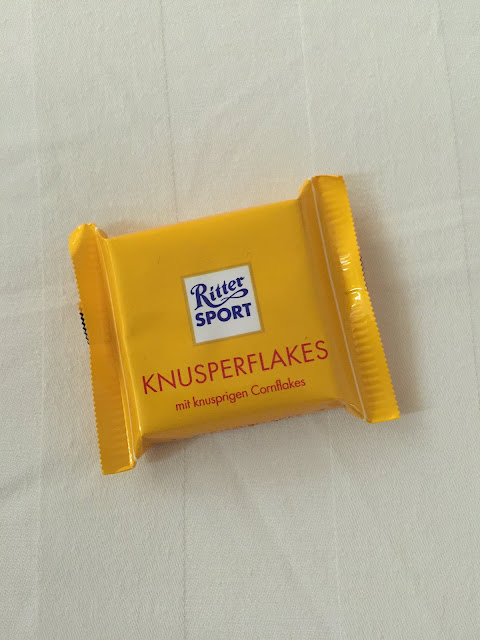 Ritter
SPORT
KNUSPERFLAKES
mit knusprigen Cornflakes